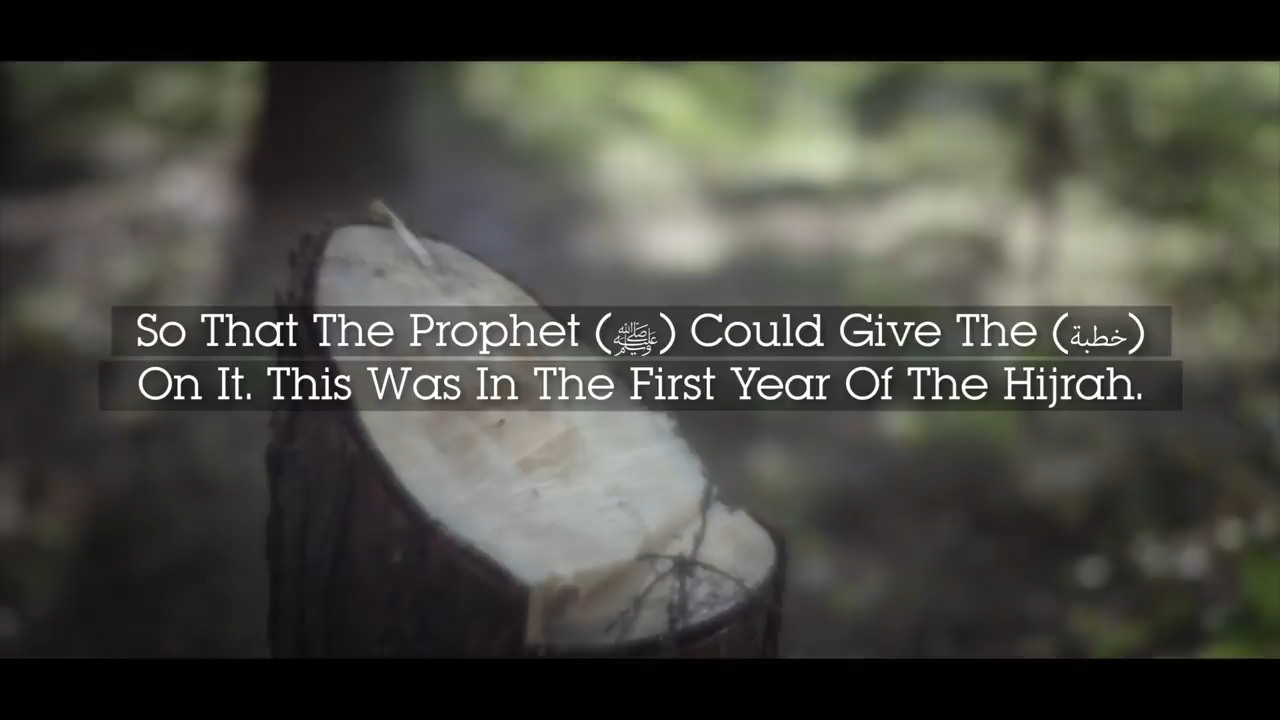 So That The Prophet (ﷺ) Could Give The (خطبة)
On It. This Was In The First Year Of The Hijrah.